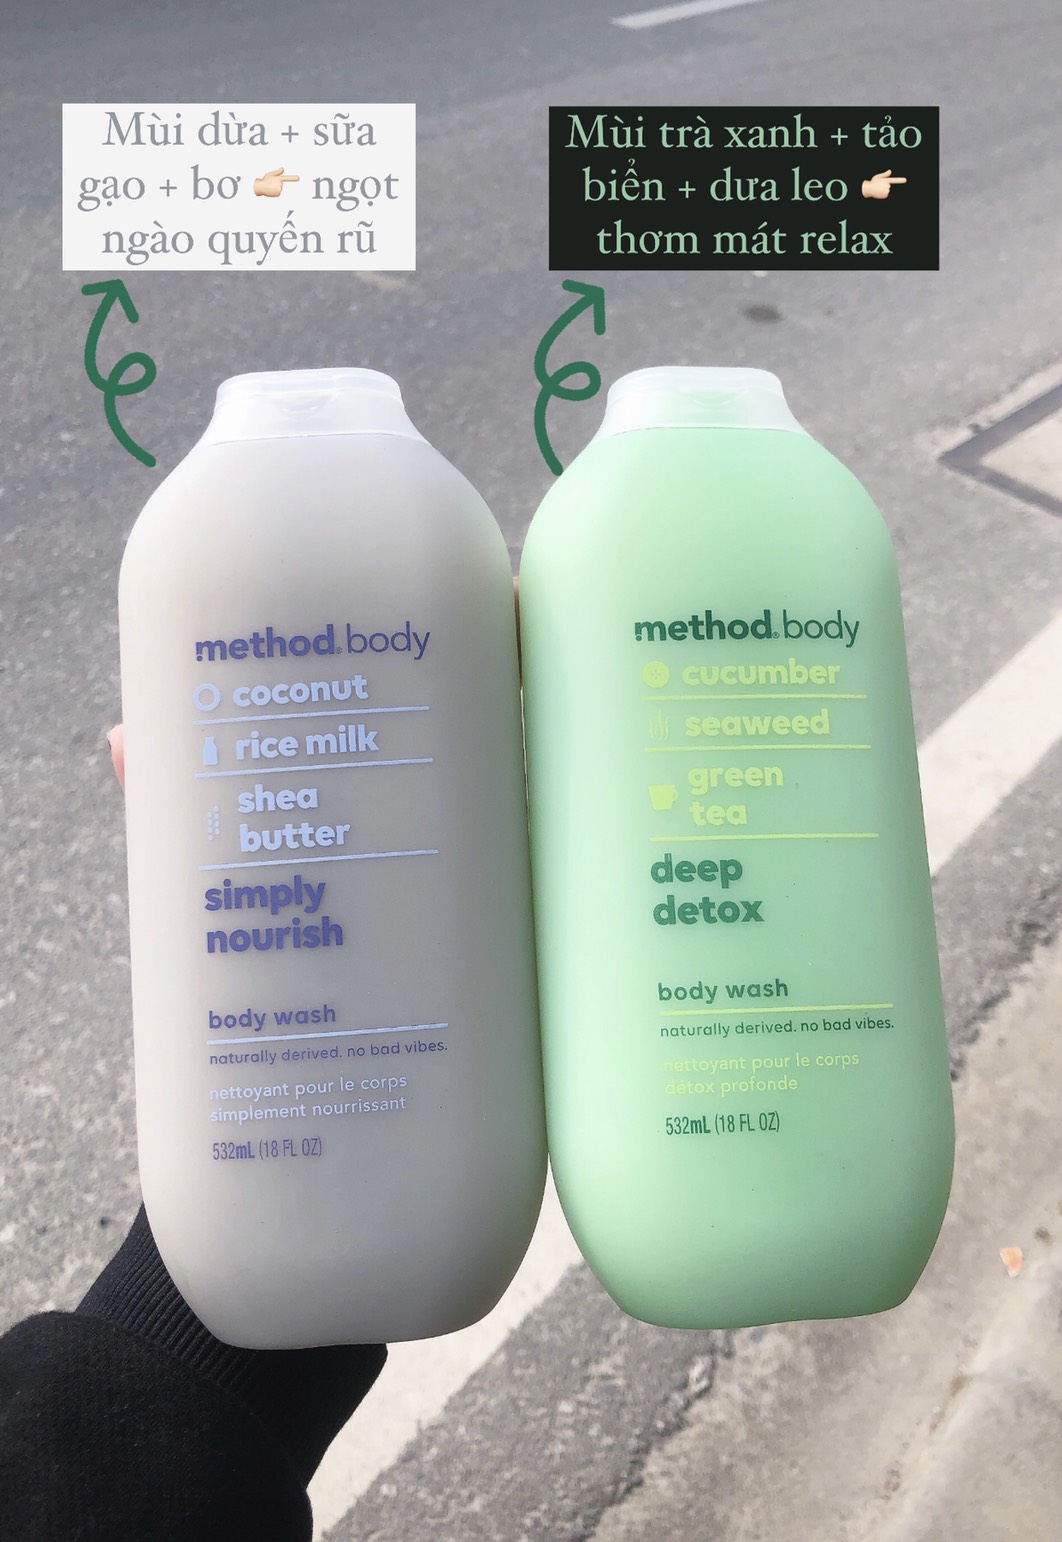 Mùi dừa + sữa
gạo + bơ 👉🏻 ngọt
ngào quyến rũ
Mùi trà xanh + tảo
biển + dưa leo 👉🏻
thơm mát relax
method. body
coconut
rice milk
shea
butter
simply
nourish
body wash
naturally derived. no bad vibes.
nettoyant pour le corps
simplement nourrissant
532mL (18 FL OZ)
method. body
cucumber
seaweed
green
tea
deep
detox
body wash
naturally derived. no bad vibes.
nettoyant pour le corps
détox profonde
532mL (18 FL OZ)